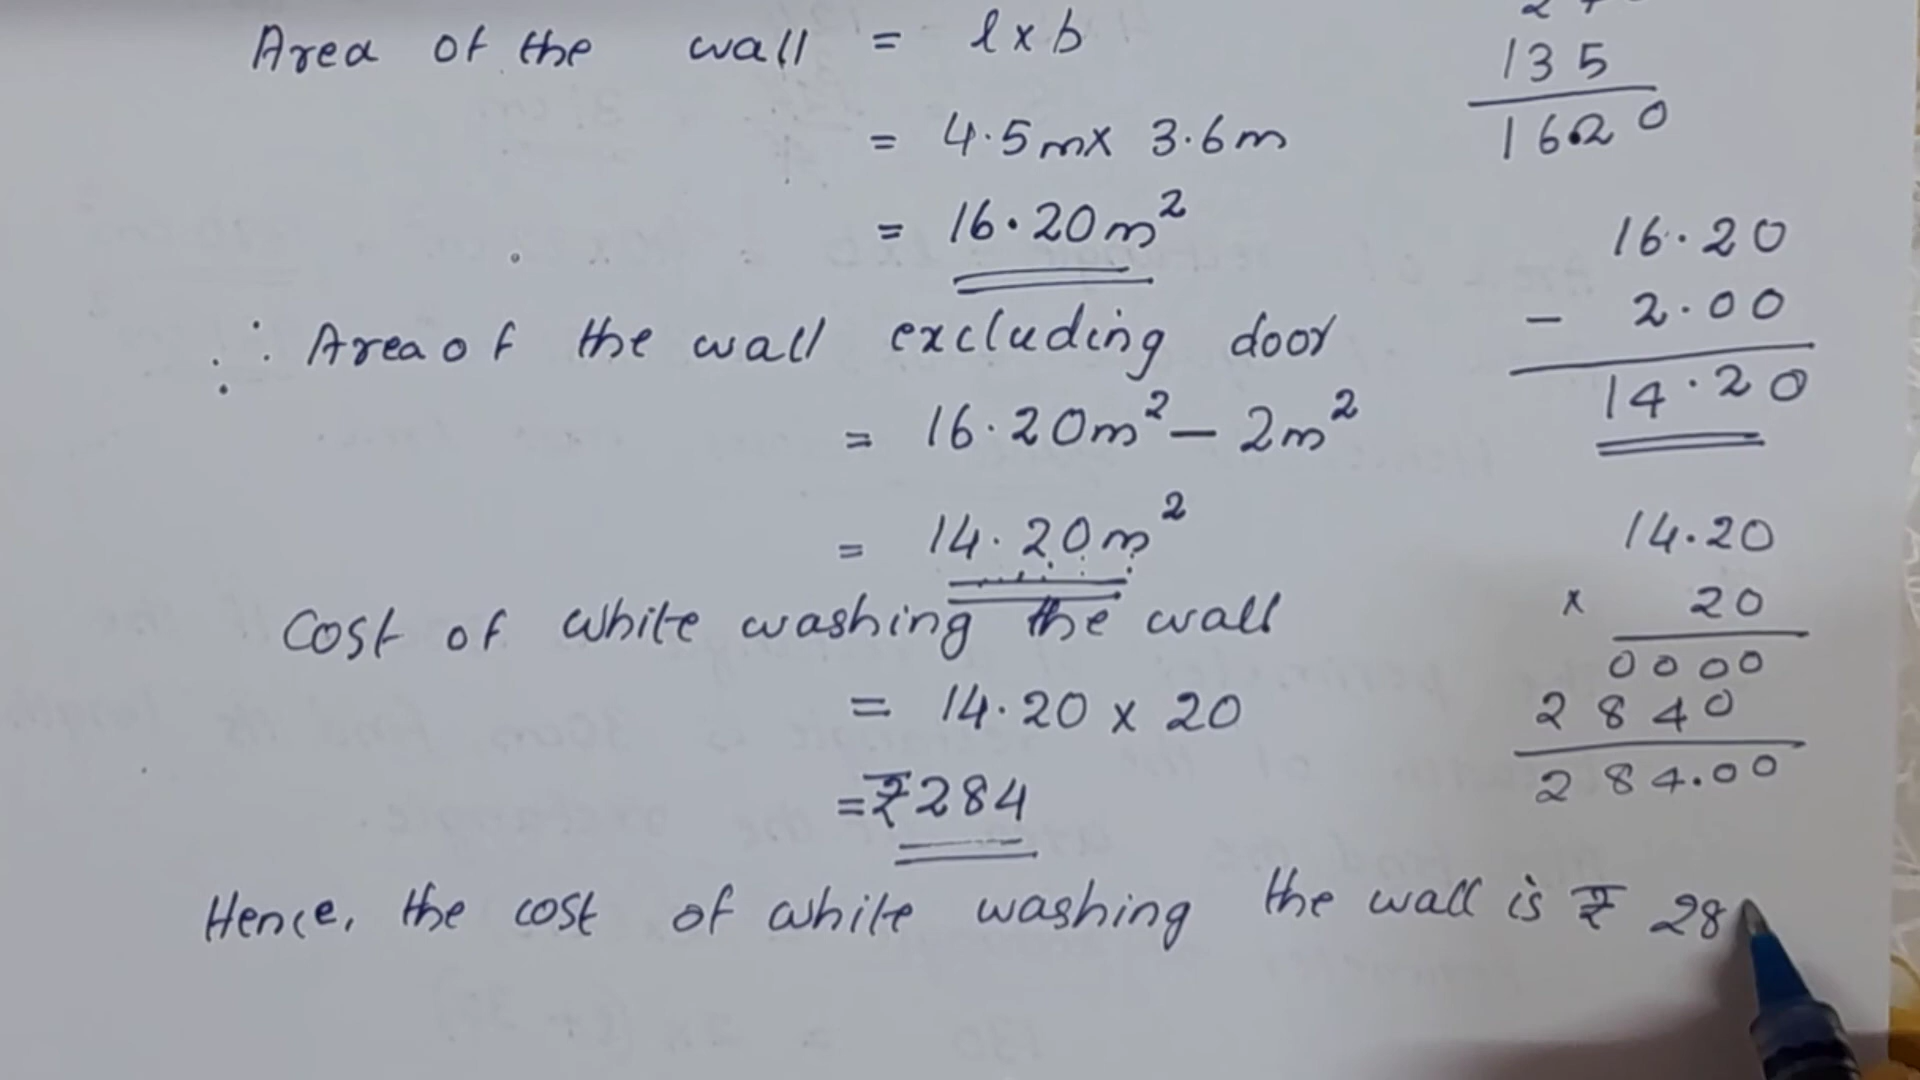 Area of the wall = l x b
= 4.5m x 3.6m
= 16.20m²
∴ Area of the wall excluding door
= 16.20m² - 2m²
= 14.20m²
Cost of white washing the wall
= 14.20 x 20
= ₹284
Hence, the cost of white washing the wall is ₹ 28
135
16.20
16.20
- 2.00
14.20
14.20
x 20
0000
2840
284.00